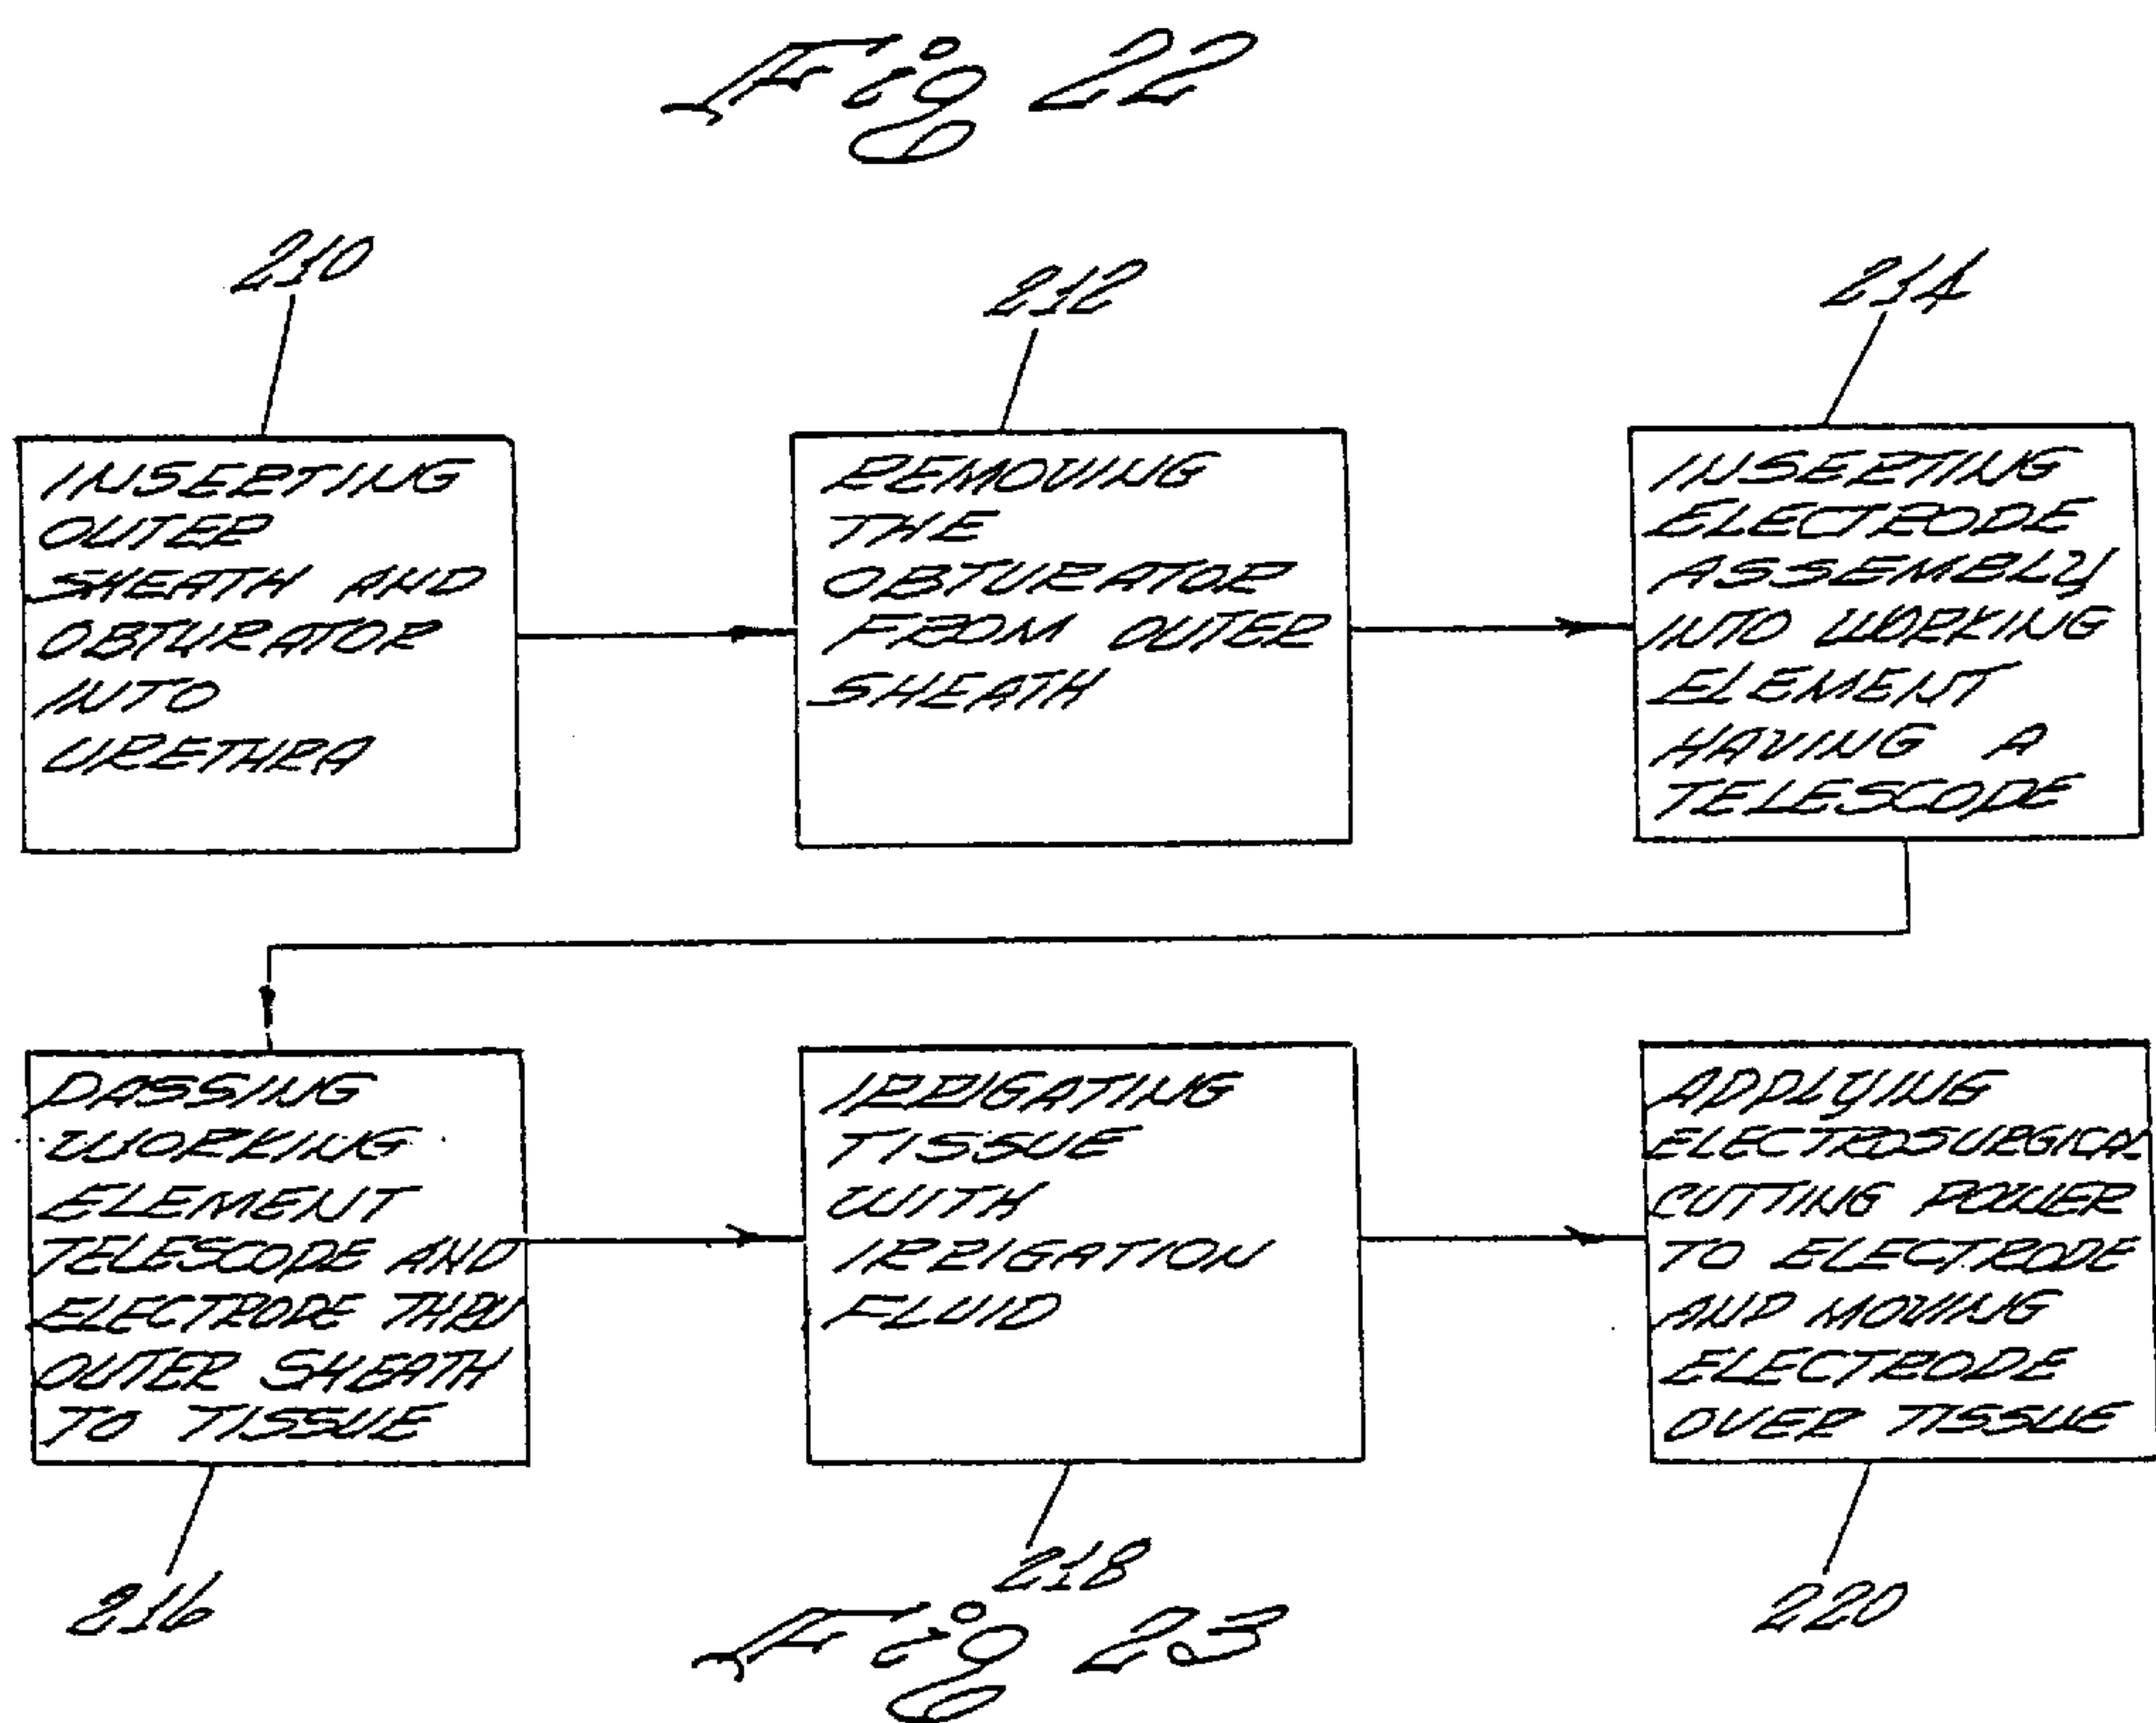 Fig 22
210
212
214
INSERTING
OUTER
SHEATH AND
OBTURATOR
INTO
URETHRA
REMOVING
THE
OBTURATOR
FROM OUTER
SHEATH
INSERTING
ELECTRODE
ASSEMBLY
INTO WORKING
ELEMENT
HAVING A
TELESCOPE
PASSING
WORKING
ELEMENT
TELESCOPE AND
ELECTRODE THRU
OUTER SHEATH
TO TISSUE
IRRIGATING
TISSUE
WITH
IRRIGATION
FLUID
APPLYING
ELECTROSURGICAL
CUTTING POWER
TO ELECTRODE
AND MOVING
ELECTRODE
OVER TISSUE
216
218
220
Fig 23